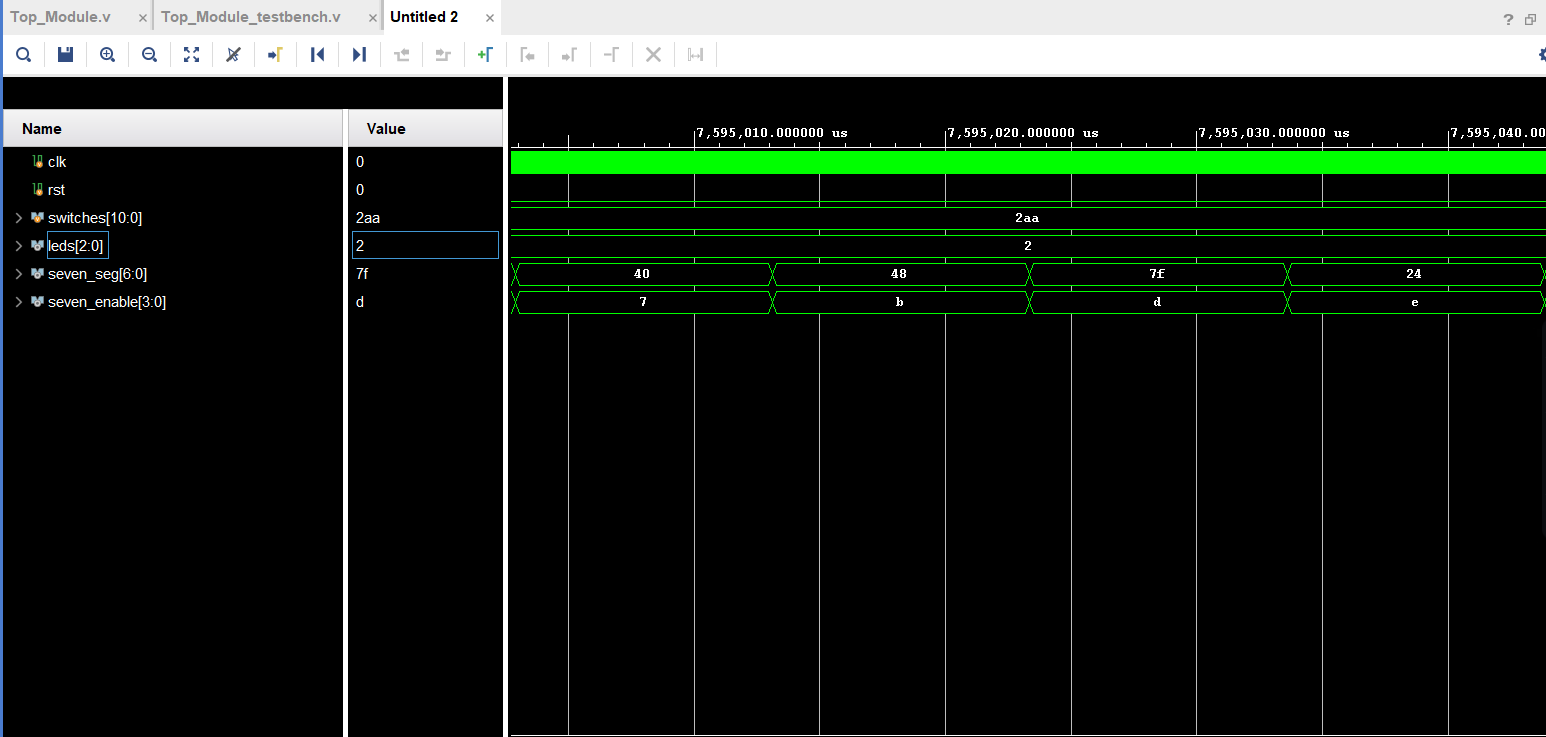 Top_Module.v × Top_Module_testbench.v × Untitled 2 × ?
Name Value
7,595,010.000000 us 7,595,020.000000 us 7,595,030.000000 us 7,595,040.00
clk 0
rst 0
switches[10:0] 2aa 2aa
leds[2:0] 2 2
seven_seg[6:0] 7f 40 48 7f 24
seven_enable[3:0] d 7 b d e